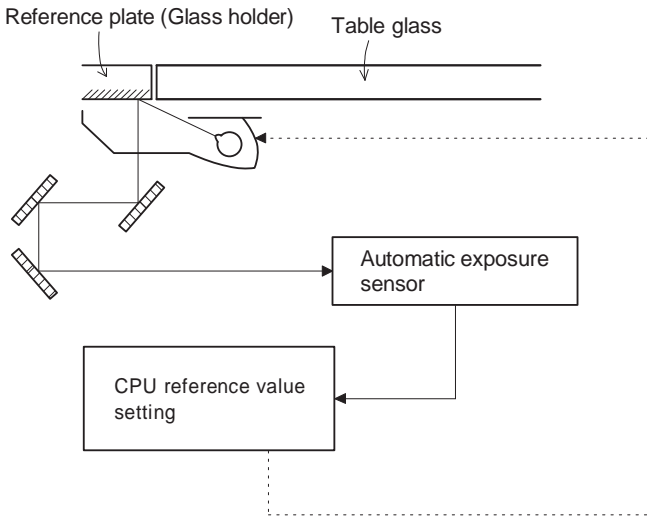 Reference plate (Glass holder)
Table glass
Automatic exposure
sensor
CPU reference value
setting